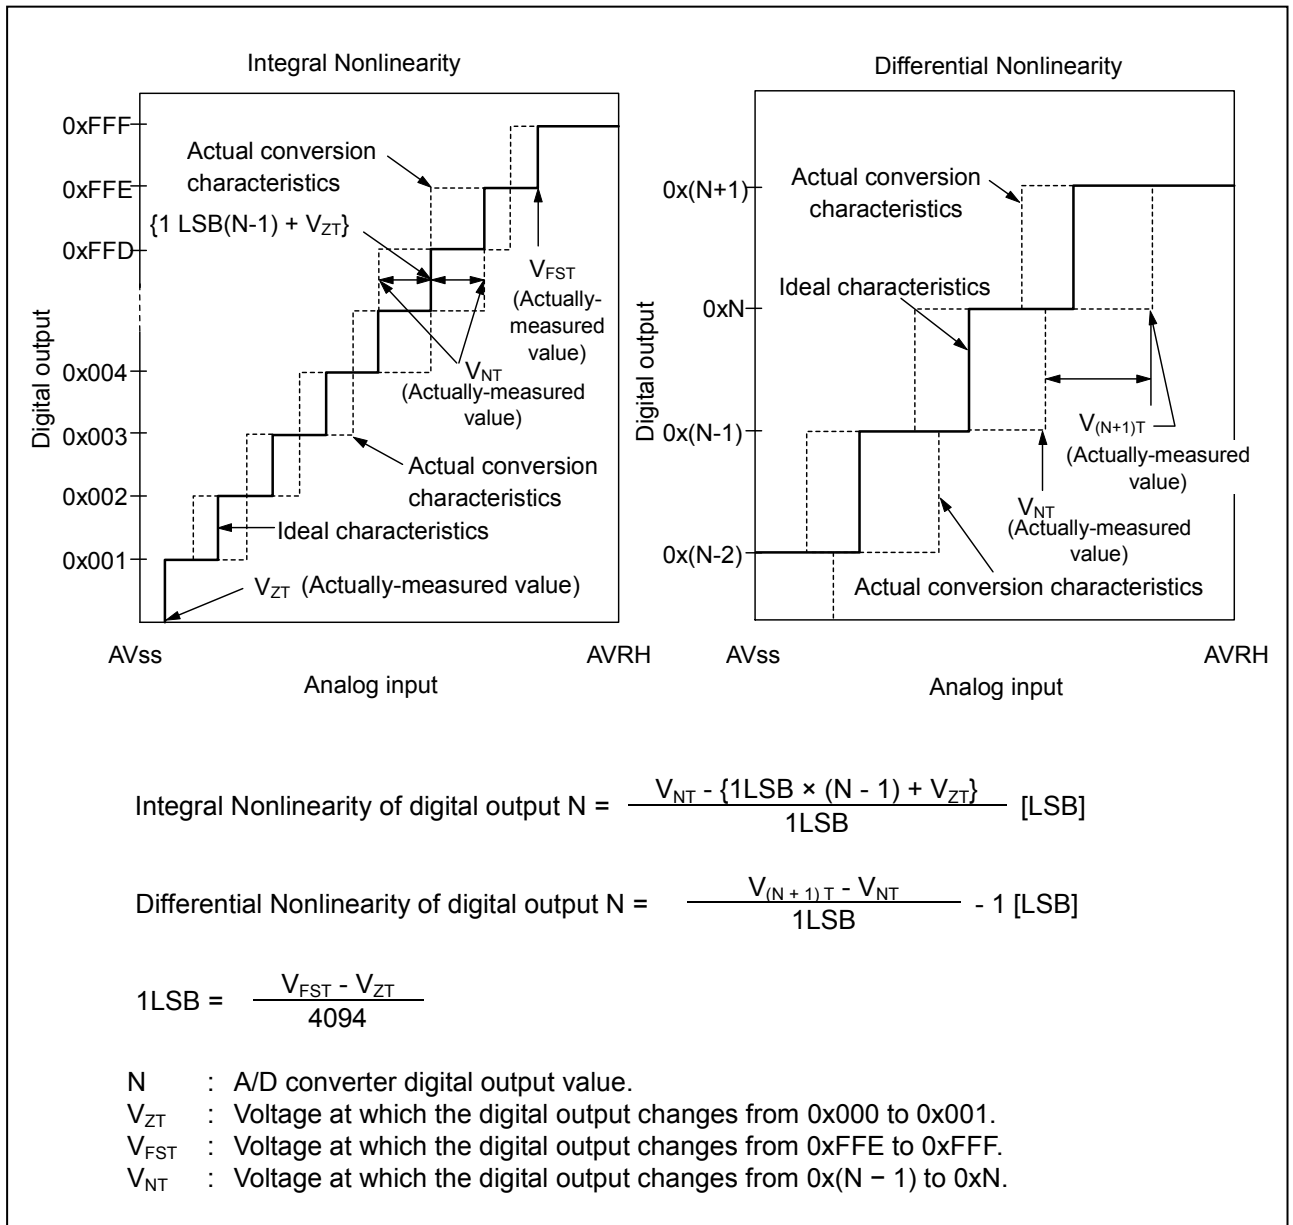 Integral Nonlinearity
0xFFF
0xFFE
0xFFD
0x004
0x003
0x002
0x001
Digital output
Actual conversion
characteristics
{1 LSB(N-1) + VZT}
VFST
(Actually-
measured
value)
VNT
(Actually-measured
value)
Actual conversion
characteristics
Ideal characteristics
VZT (Actually-measured value)
AVss
AVRH
Analog input
Differential Nonlinearity
0x(N+1)
0xN
0x(N-1)
0x(N-2)
Digital output
Actual conversion
characteristics
Ideal characteristics
V(N+1)T
(Actually-measured
value)
VNT
(Actually-measured
value)
Actual conversion characteristics
AVss
AVRH
Analog input
Integral Nonlinearity of digital output N = VNT - {1LSB × (N - 1) + VZT} / 1LSB [LSB]
Differential Nonlinearity of digital output N = V(N + 1) T - VNT / 1LSB - 1 [LSB]
1LSB = VFST - VZT / 4094
N : A/D converter digital output value.
VZT : Voltage at which the digital output changes from 0x000 to 0x001.
VFST : Voltage at which the digital output changes from 0xFFE to 0xFFF.
VNT : Voltage at which the digital output changes from 0x(N − 1) to 0xN.